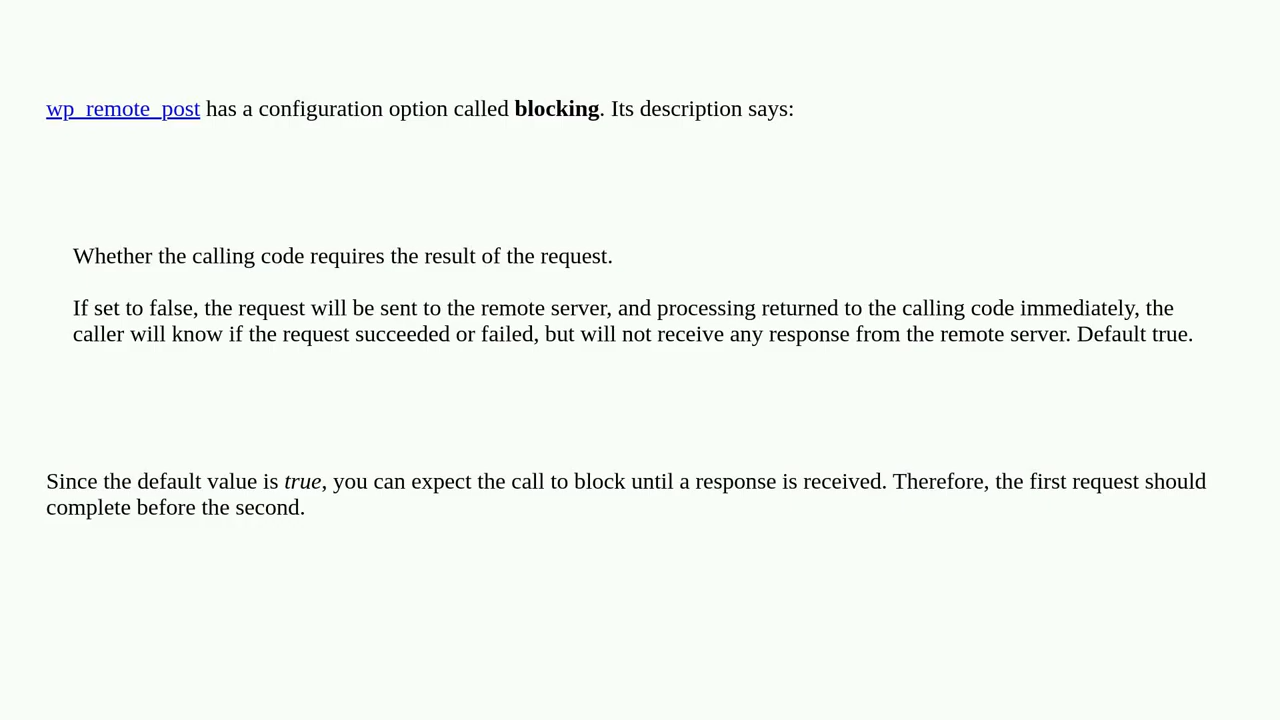 wp_remote_post has a configuration option called blocking. Its description says:
Whether the calling code requires the result of the request.
If set to false, the request will be sent to the remote server, and processing returned to the calling code immediately, the
caller will know if the request succeeded or failed, but will not receive any response from the remote server. Default true.
Since the default value is true, you can expect the call to block until a response is received. Therefore, the first request should
complete before the second.